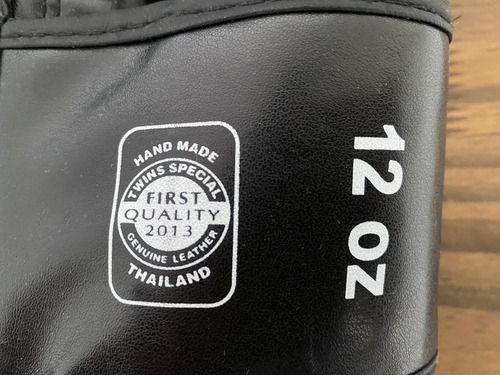 HAND MADE
TWINS SPECIAL
FIRST
QUALITY
2013
GENUINE LEATHER
THAILAND
12 OZ